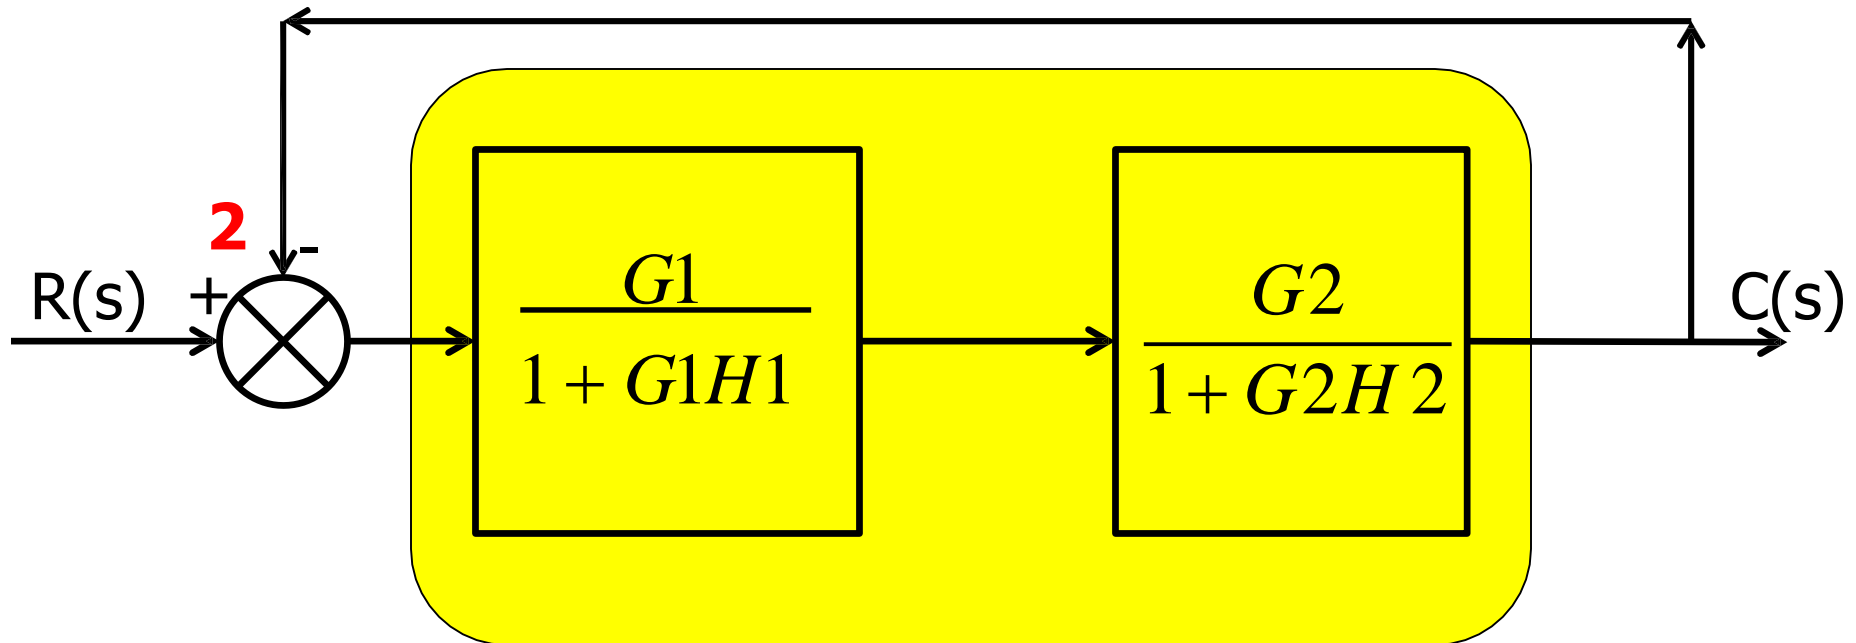 2
-
R(s)
+
G1
1 + G1H1
G2
1 + G2H2
C(s)